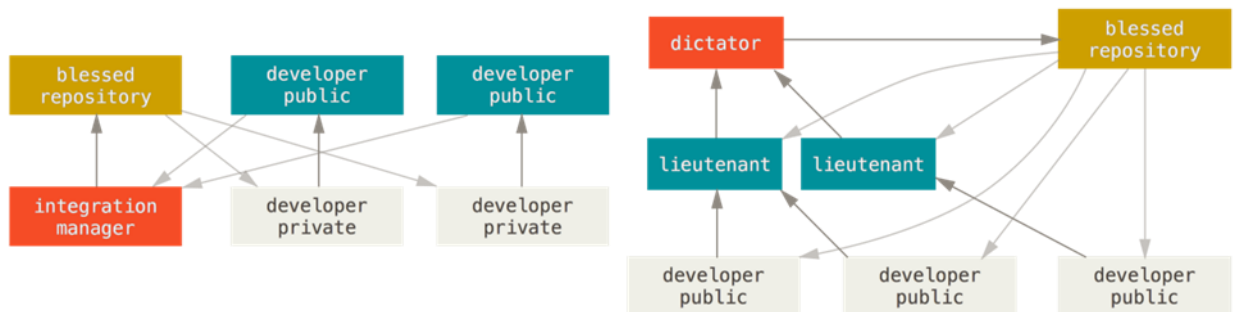 blessed
repository
developer
public
developer
public
integration
manager
developer
private
developer
private
dictator
blessed
repository
lieutenant
lieutenant
developer
public
developer
public
developer
public